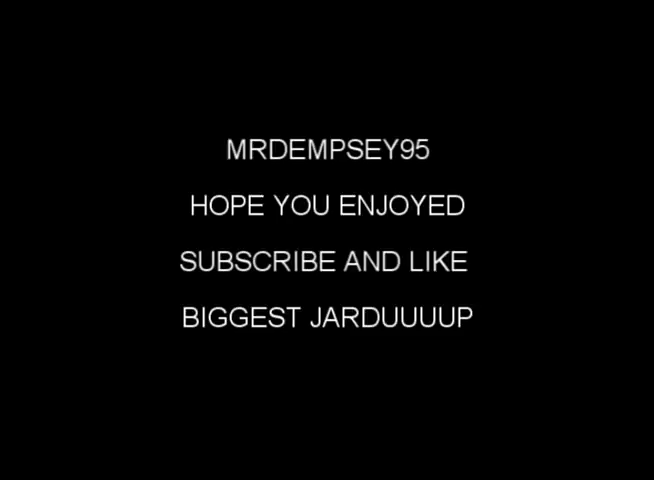 MRDEMPSEY95
HOPE YOU ENJOYED
SUBSCRIBE AND LIKE
BIGGEST JARDUUUUP